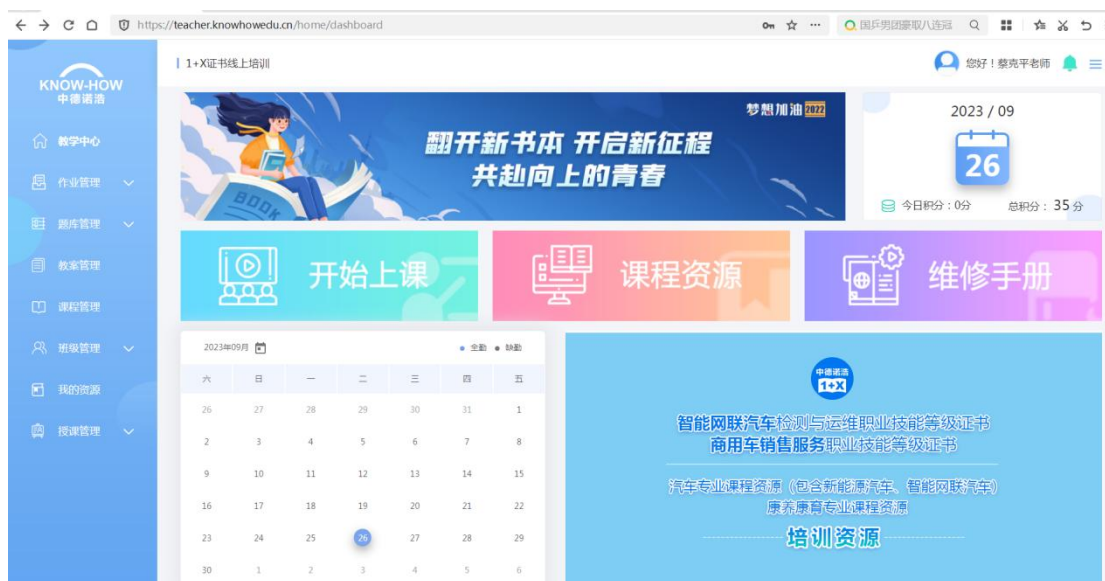 https://teacher.knowhowedu.cn/home/dashboard
国乒男团豪取八连冠
KNOW-HOW
中德诺浩
1+X证书线上培训
您好！蔡克平老师
教学中心
作业管理
题库管理
教案管理
课程管理
班级管理
我的资源
授课管理
梦想加油2022
翻开新书本 开启新征程
共赴向上的青春
BOOK
2023 / 09
26
今日积分：0分
总积分：35分
开始上课
课程资源
维修手册
2023年09月
全勤 缺勤
六 日 一 二 三 四 五
26 27 28 29 30 31 1
2 3 4 5 6 7 8
9 10 11 12 13 14 15
16 17 18 19 20 21 22
23 24 25 26 27 28 29
30 1 2 3 4 5 6
中德诺浩
1+X
智能网联汽车检测与运维职业技能等级证书
商用车销售服务职业技能等级证书
汽车专业课程资源（包含新能源汽车、智能网联汽车）
康养康育专业课程资源
培训资源